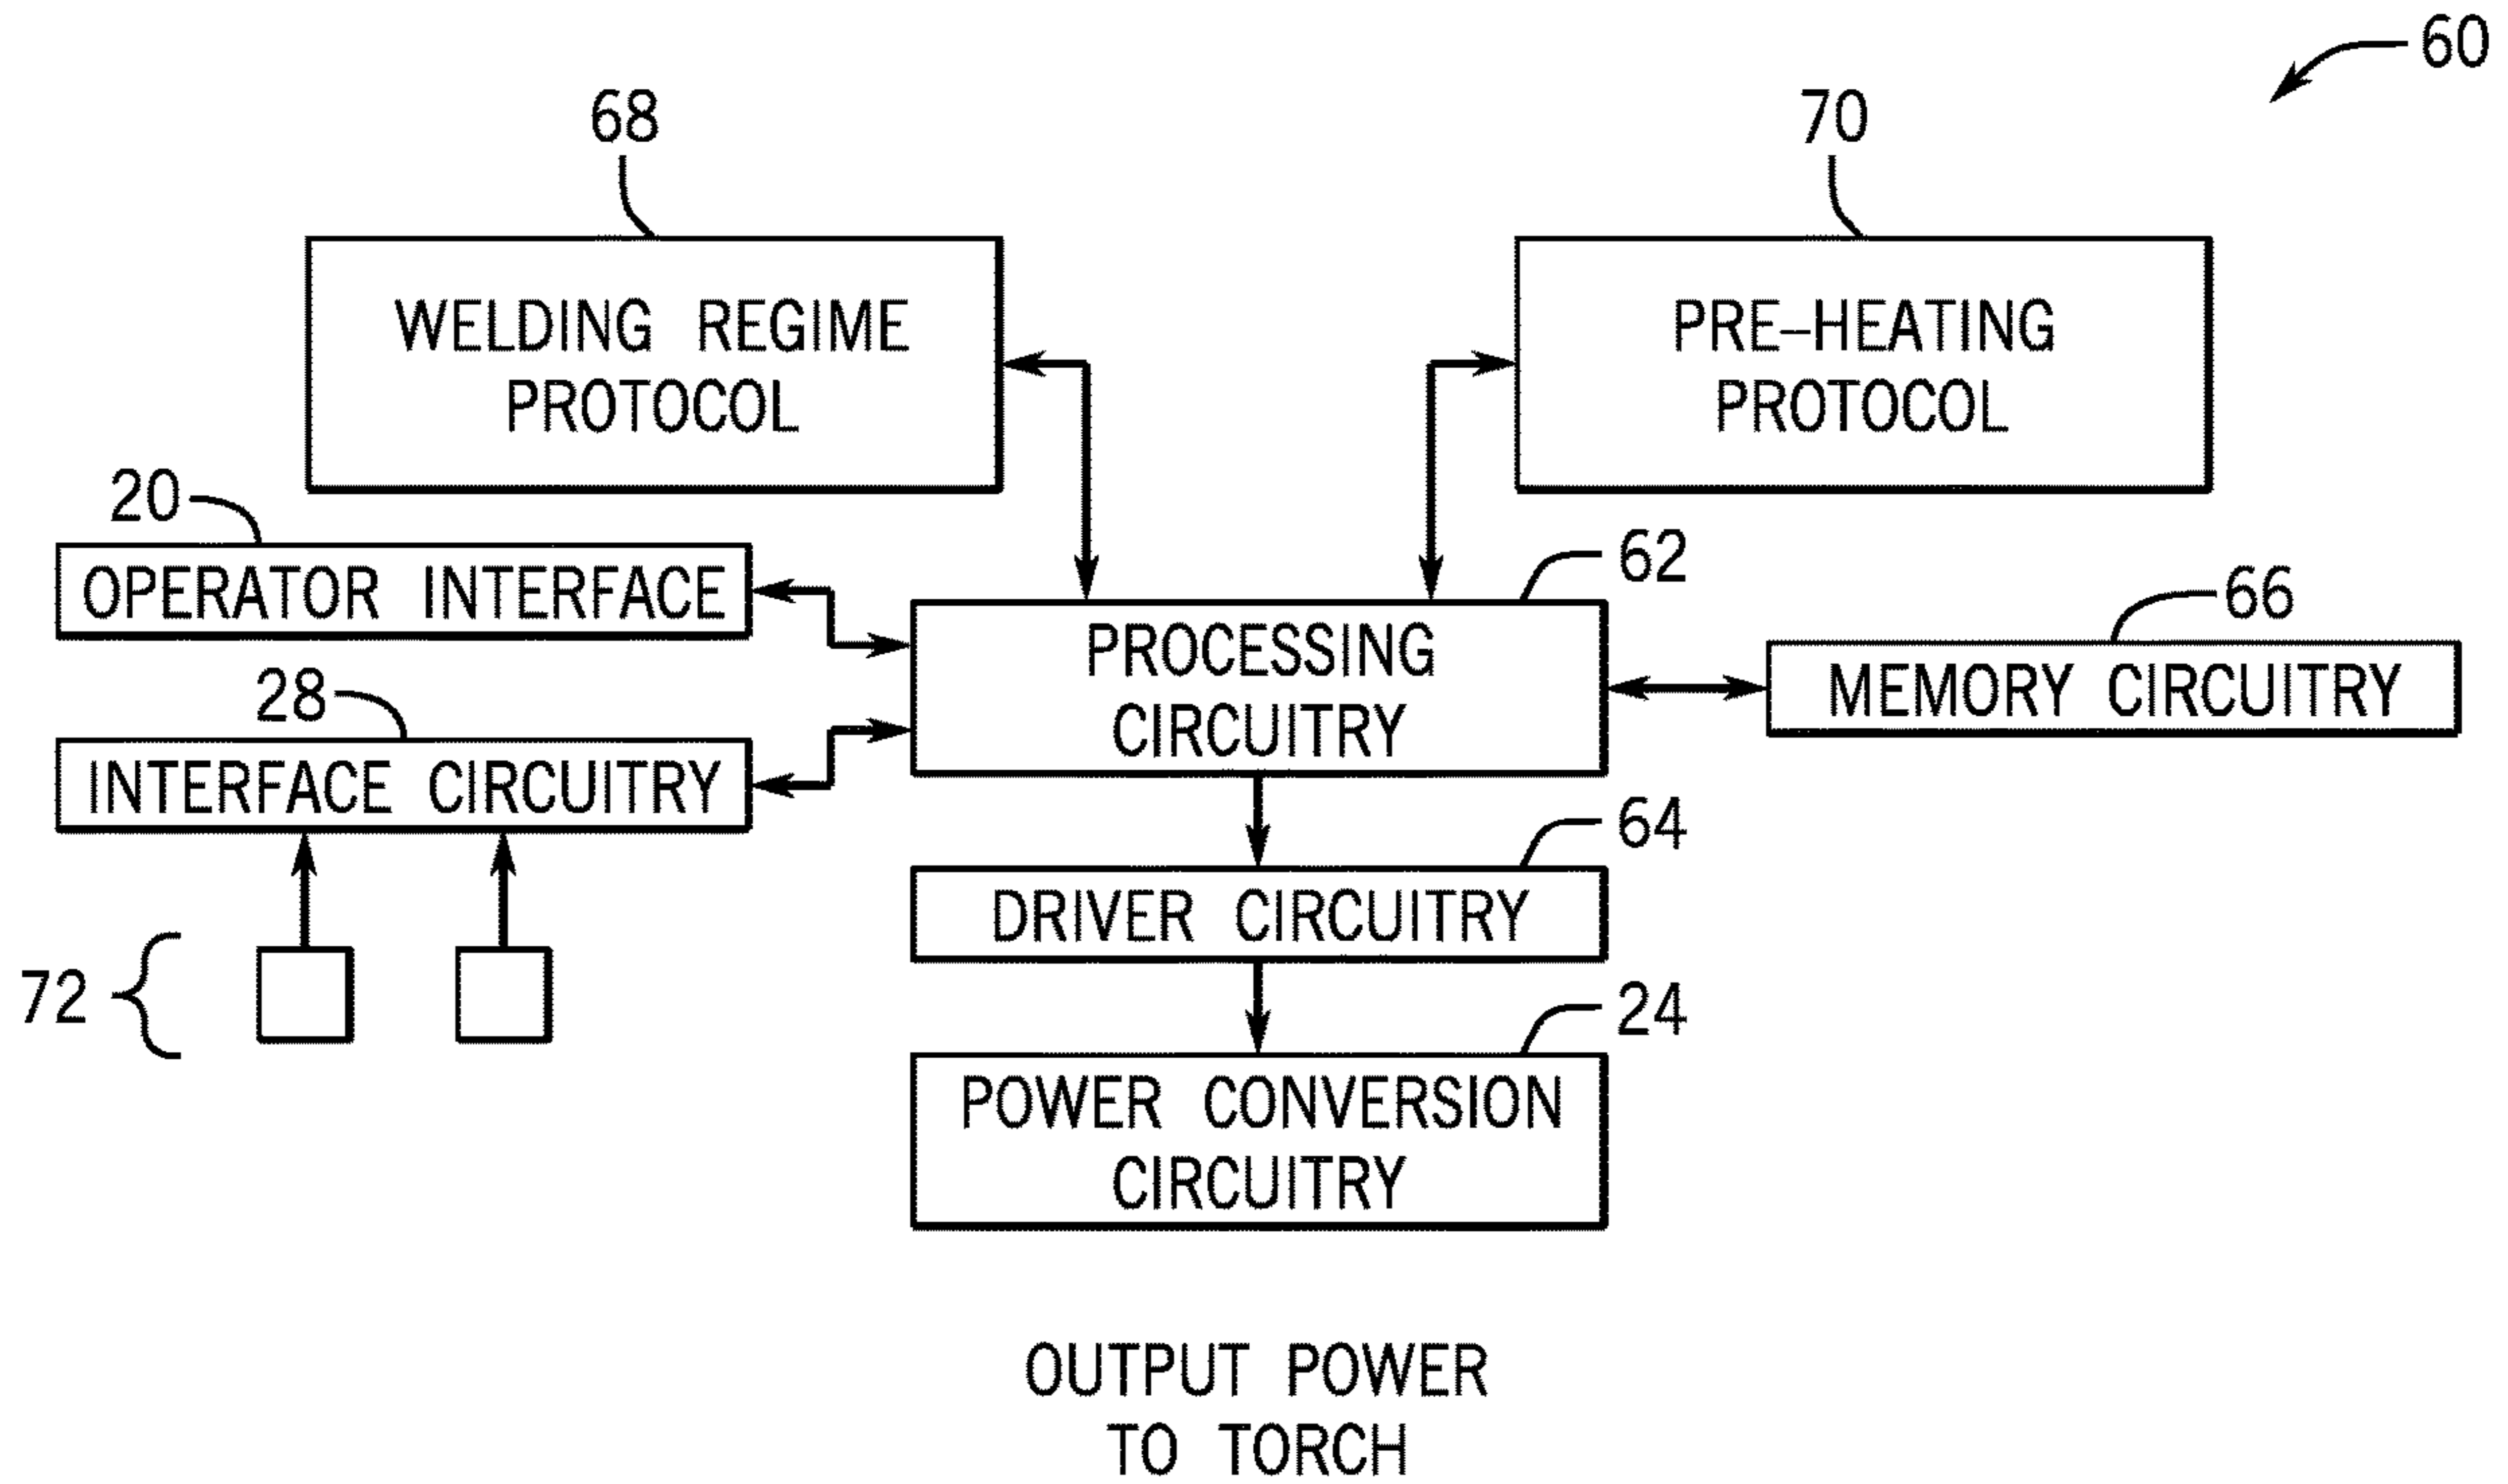 60
68
70
WELDING REGIME
PROTOCOL
PRE–HEATING
PROTOCOL
20
OPERATOR INTERFACE
62
PROCESSING
CIRCUITRY
66
MEMORY CIRCUITRY
28
INTERFACE CIRCUITRY
64
DRIVER CIRCUITRY
72
24
POWER CONVERSION
CIRCUITRY
OUTPUT POWER
TO TORCH